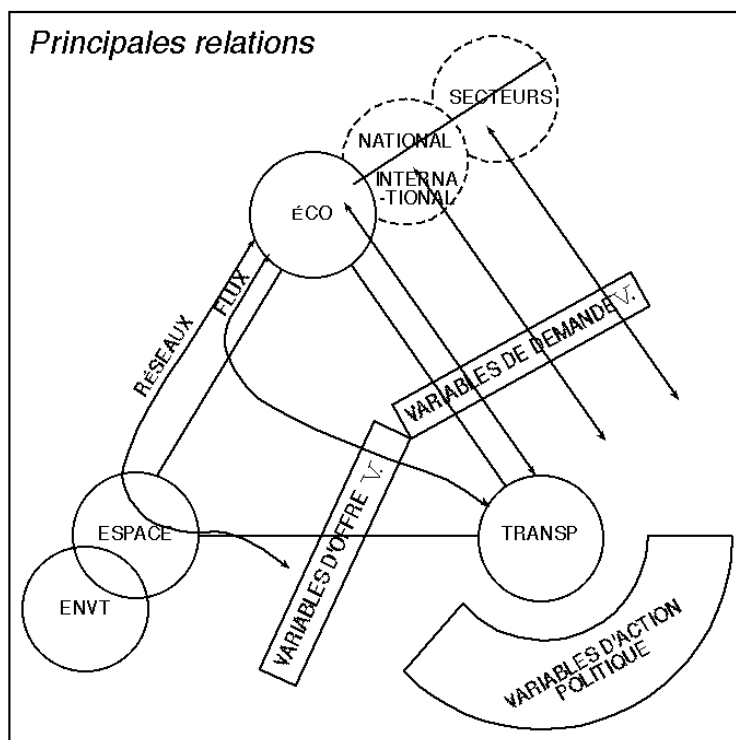 Principales relations
SECTEURS
NATIONAL
INTERNA
-TIONAL
ÉCO
FLUX
RÉSEAUX
VARIABLES DE DEMANDE V.
VARIABLES D'OFFRE V.
ESPACE
TRANSP
ENVT
VARIABLES D'ACTION
POLITIQUE